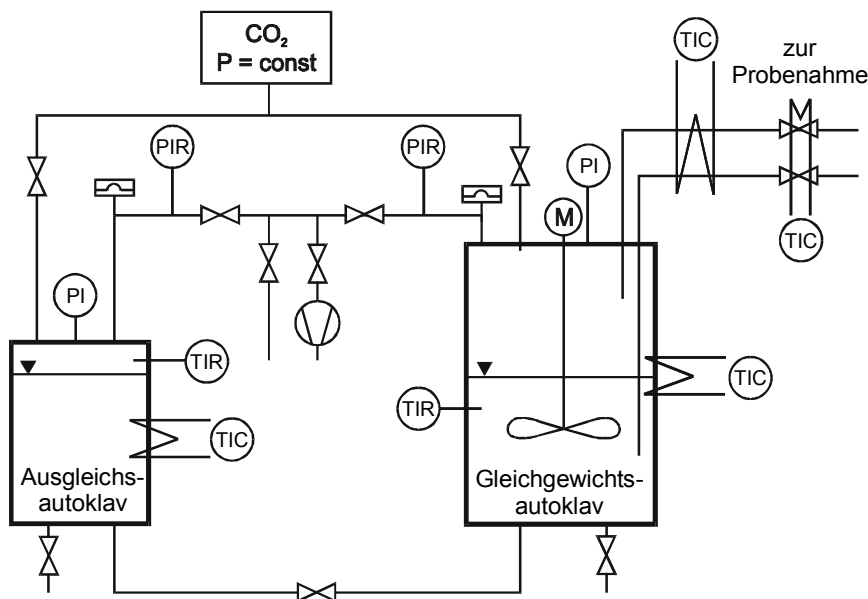 CO₂
P = const
TIC
zur
Probenahme
PIR
PIR
PI
M
TIC
PI
TIR
TIC
TIR
TIC
Ausgleichs-
autoklav
Gleichgewichts-
autoklav